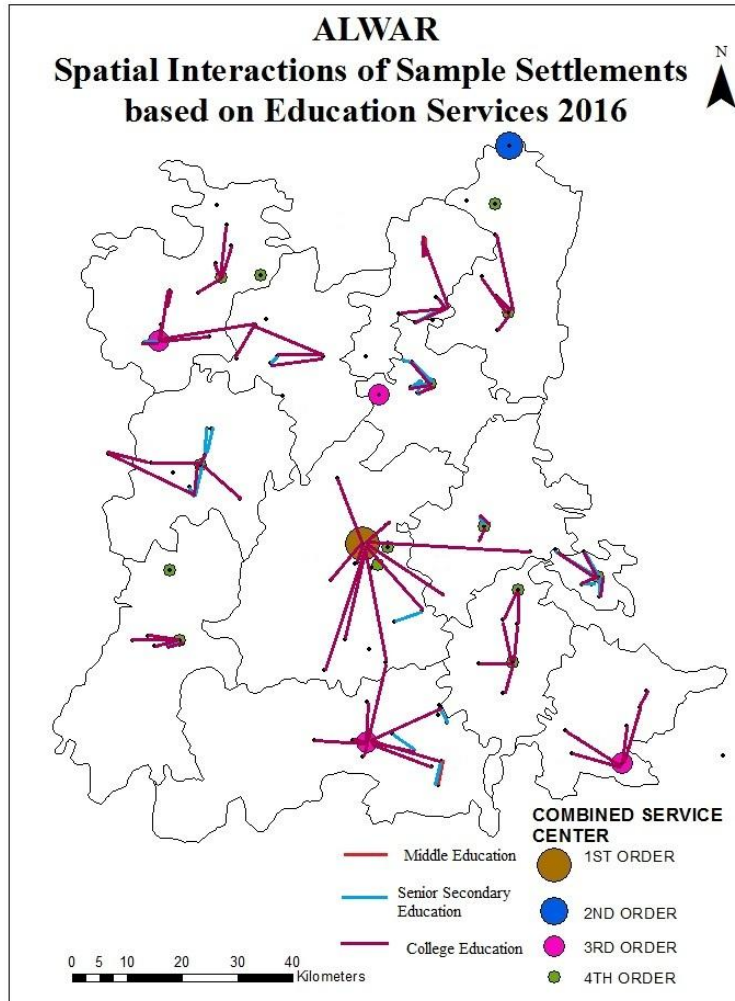 ALWAR
Spatial Interactions of Sample Settlements
based on Education Services 2016
N
COMBINED SERVICE
CENTER
Middle Education
1ST ORDER
Senior Secondary
Education
2ND ORDER
College Education
3RD ORDER
4TH ORDER
0 5 10 20 30 40
Kilometers